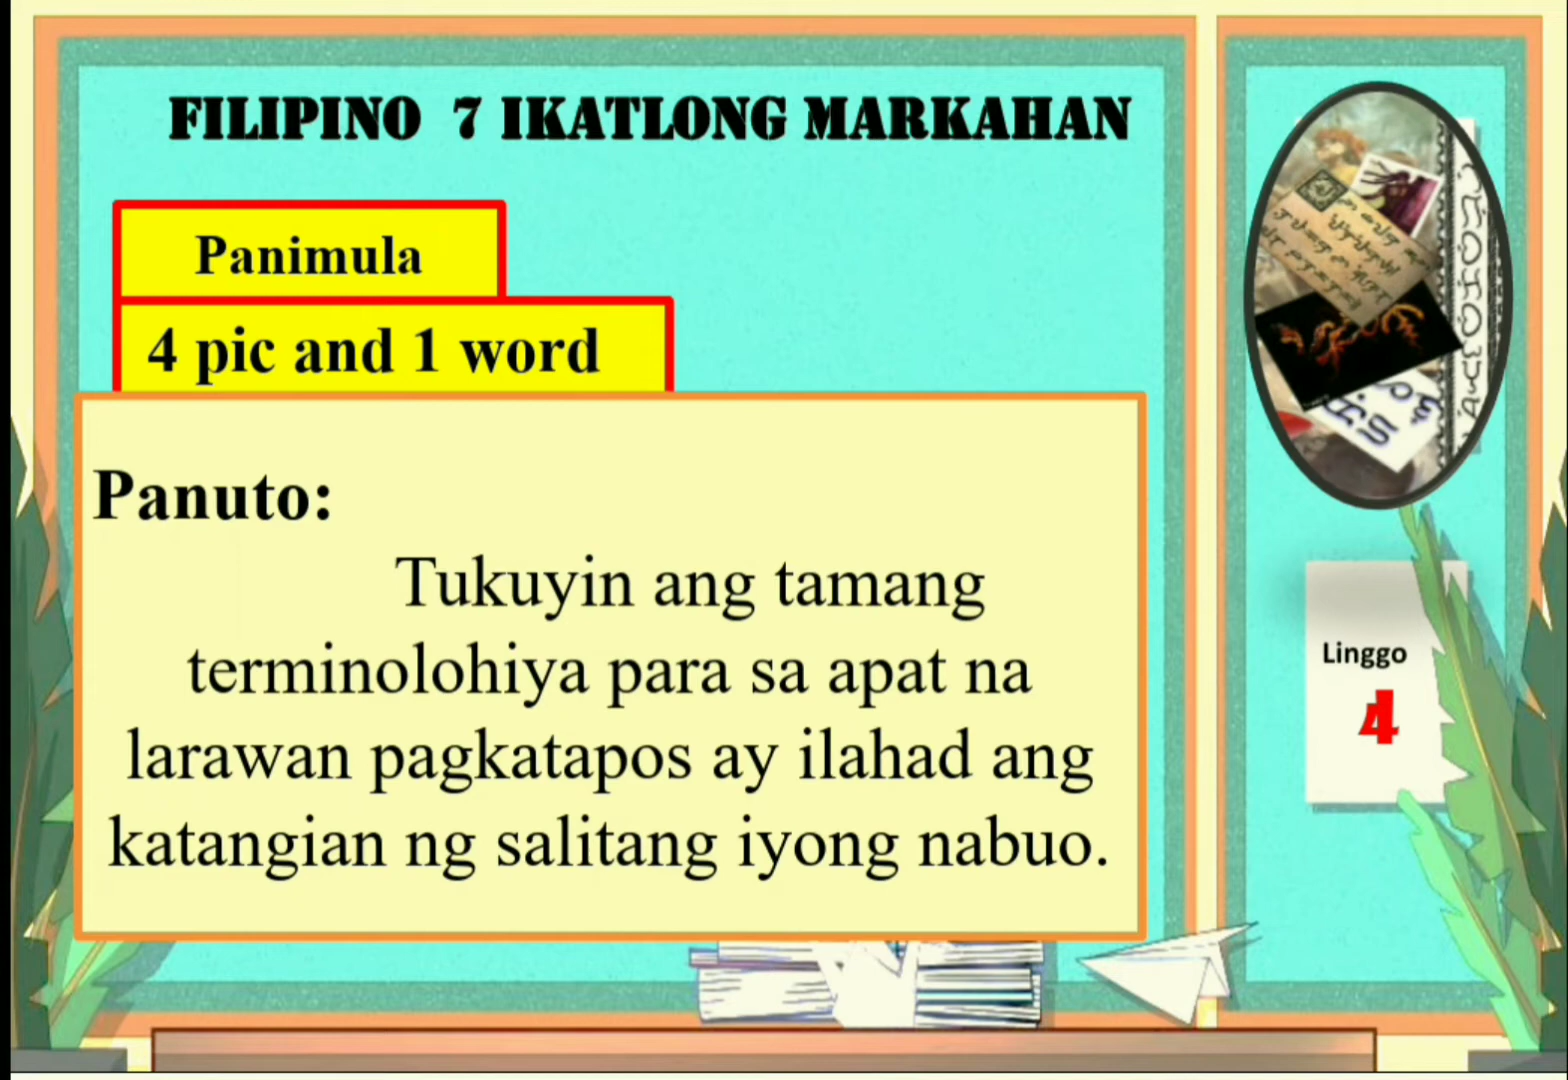 FILIPINO 7 IKATLONG MARKAHAN
Panimula
4 pic and 1 word
Panuto:
Tukuyin ang tamang
terminolohiya para sa apat na
larawan pagkatapos ay ilahad ang
katangian ng salitang iyong nabuo.
Linggo
4